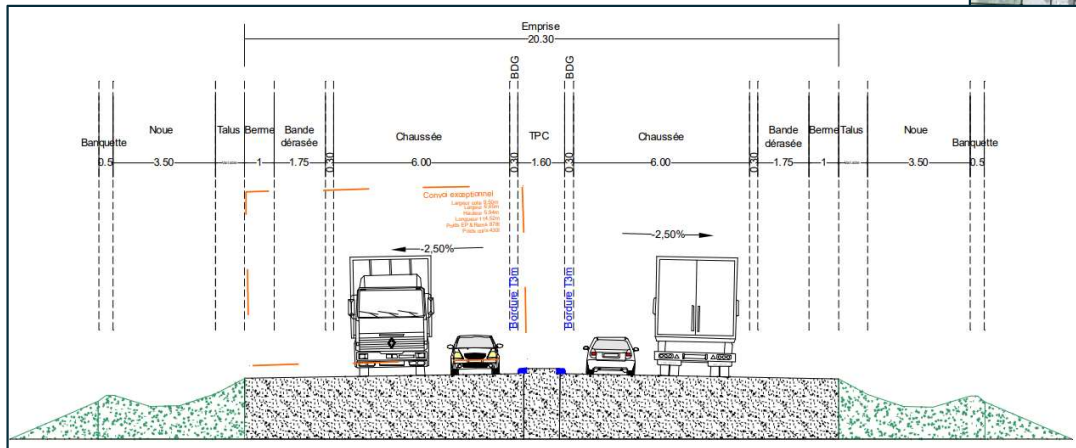 Emprise
20.30
BDG
BDG
Banquette
Noue
Talus
Berme
Bande
dérasée
Chaussée
TPC
Chaussée
Bande
dérasée
Berme
Talus
Noue
Banquette
0.5
3.50
1
1.75
0.30
6.00
0.30
1.60
0.30
6.00
0.30
1.75
1
3.50
0.5
Convoi exceptionnel
-2,50%
-2,50%
Bordure T3m
Bordure T3m